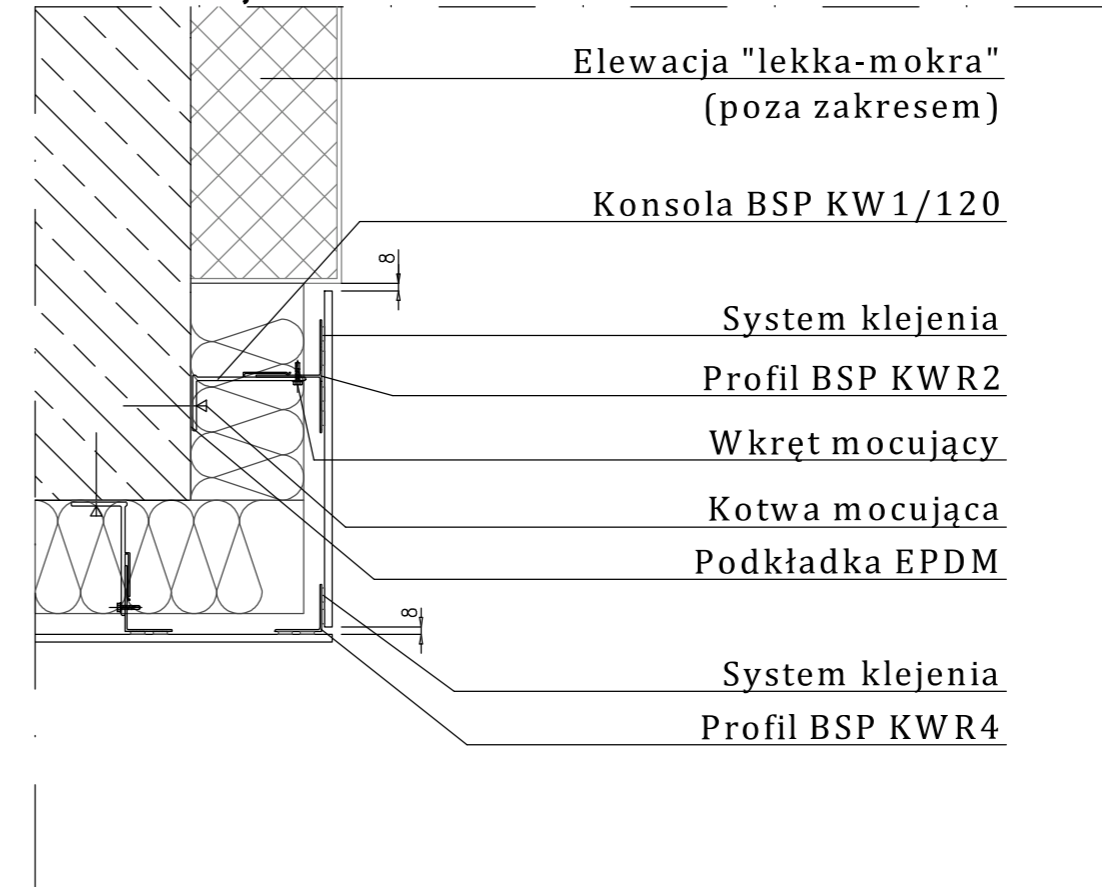 Elewacja "lekka-mokra"
(poza zakresem)
Konsola BSP KW1/120
8
System klejenia
Profil BSP KWR2
Wkręt mocujący
Kotwa mocująca
Podkładka EPDM
8
System klejenia
Profil BSP KWR4